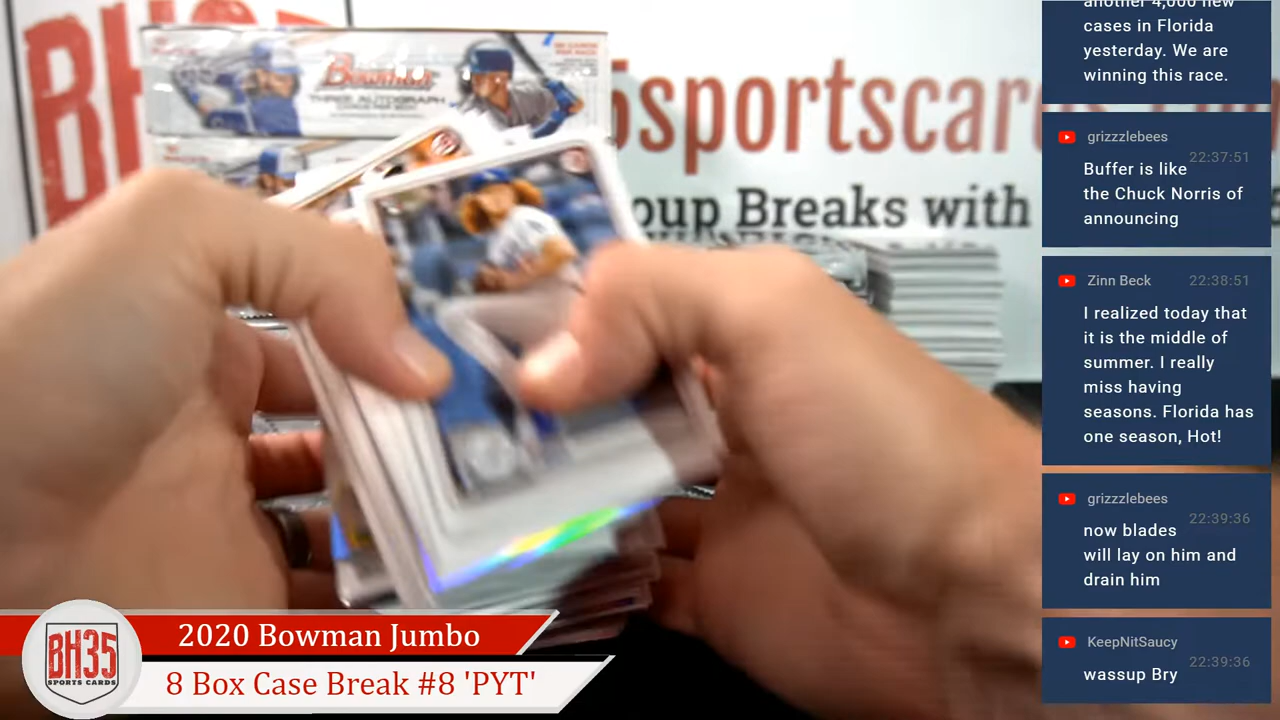 another 4,000 new
cases in Florida
yesterday. We are
winning this race.
BH
Bowman
THREE AUTOGRAPH
5sportscar
oup Breaks with
grizzzlebees
22:37:51
Buffer is like
the Chuck Norris of
announcing
Zinn Beck 22:38:51
I realized today that
it is the middle of
summer. I really
miss having
seasons. Florida has
one season, Hot!
grizzzlebees
22:39:36
now blades
will lay on him and
drain him
KeepNitSaucy
22:39:36
wassup Bry
BH35
SPORTS CARDS
2020 Bowman Jumbo
8 Box Case Break #8 'PYT'